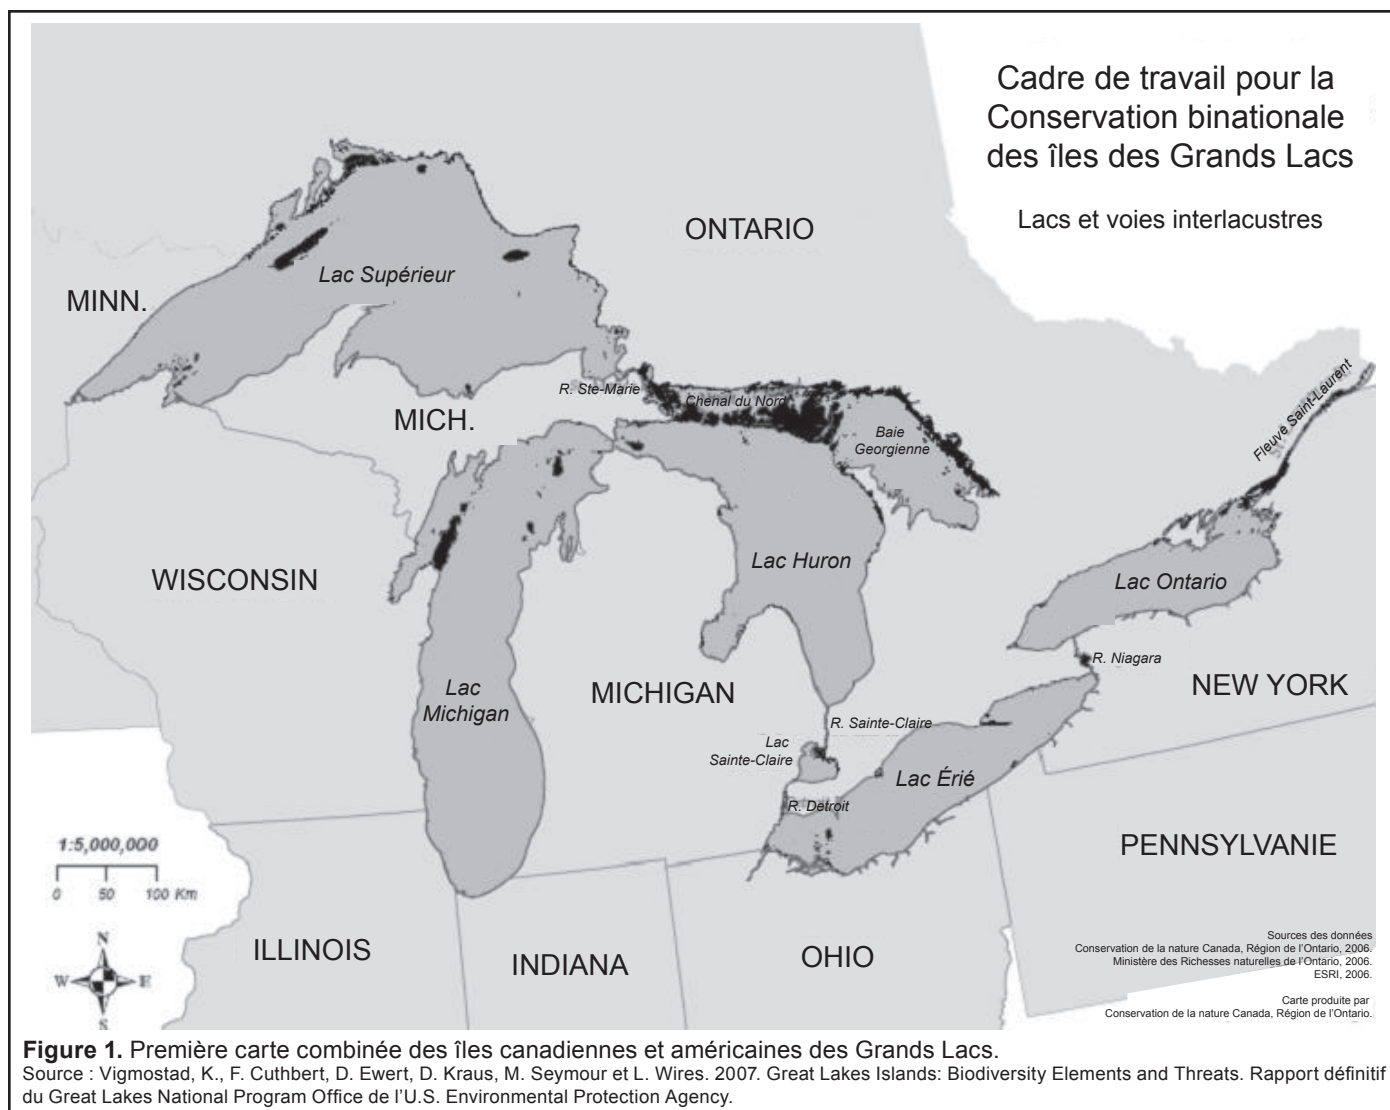 Cadre de travail pour la
Conservation binationale
des îles des Grands Lacs
Lacs et voies interlacustres
ONTARIO
Lac Supérieur
MINN.
R. Ste-Marie
Chenal du Nord
MICH.
Baie
Georgienne
Fleuve Saint-Laurent
WISCONSIN
Lac Huron
Lac Ontario
R. Niagara
Lac
Michigan
MICHIGAN
NEW YORK
R. Sainte-Claire
Lac
Sainte-Claire
Lac Érié
R. Detroit
PENNSYLVANIE
1:5,000,000
0 50 100 Km
N
W E
S
ILLINOIS
INDIANA
OHIO
Sources des données
Conservation de la nature Canada, Région de l'Ontario, 2006.
Ministère des Richesses naturelles de l'Ontario, 2006.
ESRI, 2006.
Carte produite par
Conservation de la nature Canada, Région de l'Ontario.
Figure 1. Première carte combinée des îles canadiennes et américaines des Grands Lacs.
Source : Vigmostad, K., F. Cuthbert, D. Ewert, D. Kraus, M. Seymour et L. Wires. 2007. Great Lakes Islands: Biodiversity Elements and Threats. Rapport définitif
du Great Lakes National Program Office de l'U.S. Environmental Protection Agency.